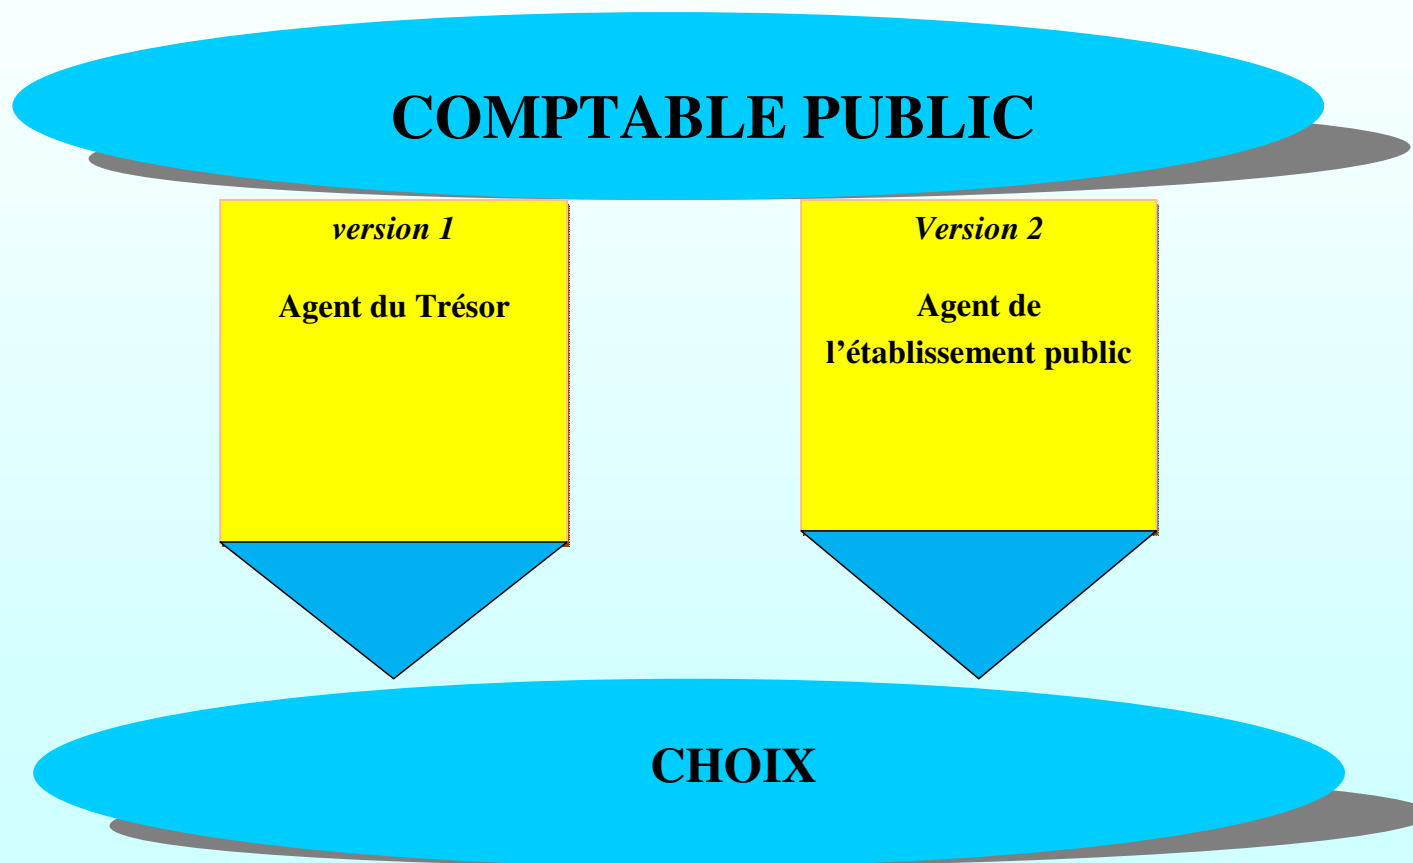 COMPTABLE PUBLIC
version 1
Agent du Trésor
Version 2
Agent de
l’établissement public
CHOIX